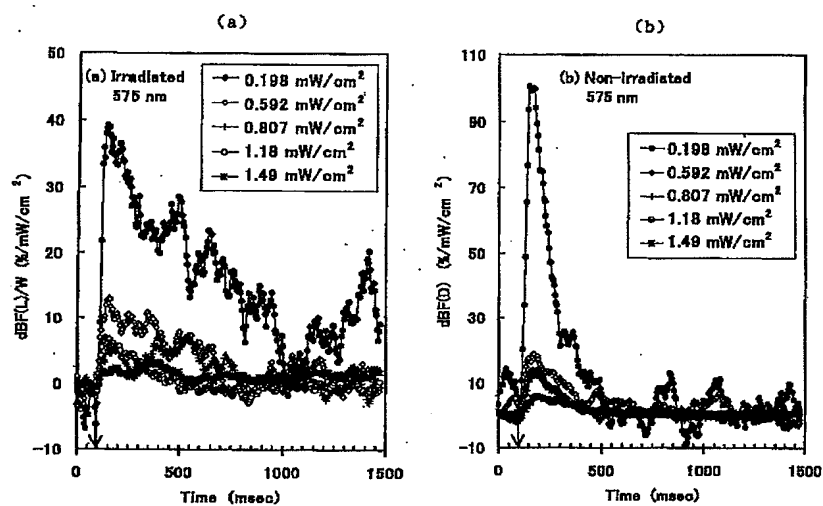 (a)
50
40
30
20
10
0
-10
dBF(L)/W (%/mW/cm²)
(a) Irradiated
575 nm
0.198 mW/cm²
0.592 mW/cm²
0.807 mW/cm²
1.18 mW/cm²
1.49 mW/cm²
0 500 1000 1500
Time (msec)
(b)
110
90
70
50
30
10
-10
dBF(D) (%/mW/cm²)
(b) Non-irradiated
575 nm
0.198 mW/cm²
0.592 mW/cm²
0.807 mW/cm²
1.18 mW/cm²
1.49 mW/cm²
0 500 1000 1500
Time (msec)